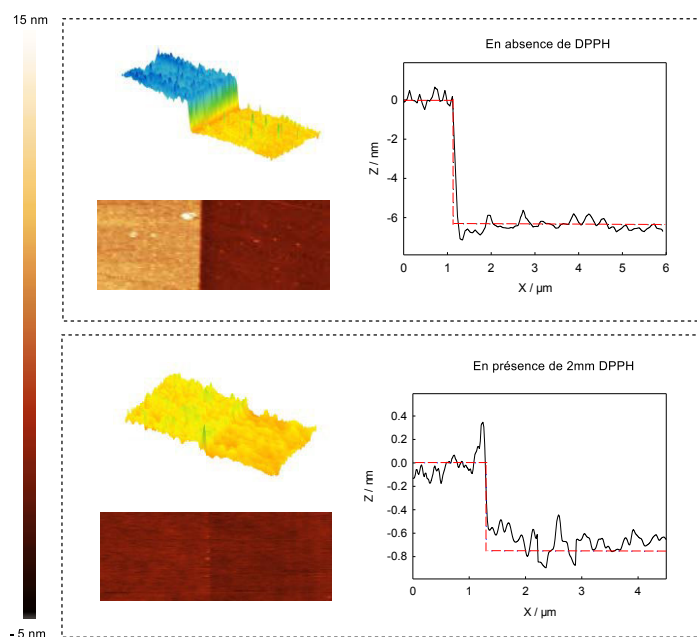 15 nm
En absence de DPPH
0
-2
-4
-6
Z / nm
0 1 2 3 4 5 6
X / µm
En présence de 2mm DPPH
0.4
0.2
0.0
-0.2
-0.4
-0.6
-0.8
Z / nm
0 1 2 3 4
X / µm
- 5 nm